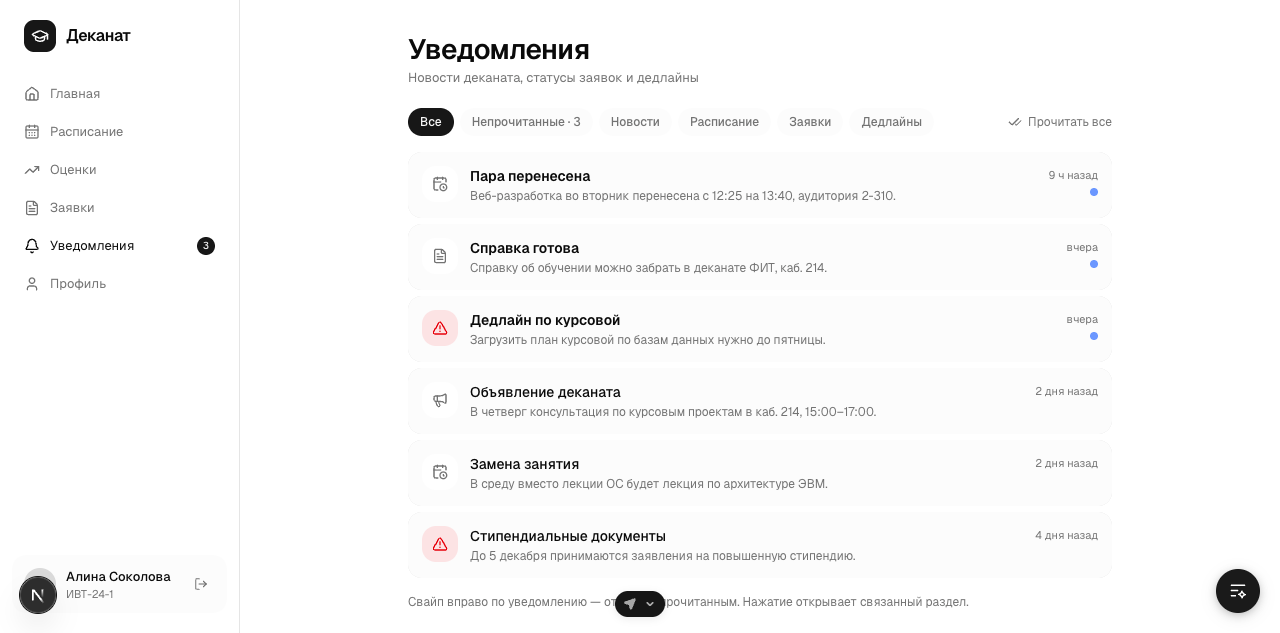 Деканат
Главная
Расписание
Оценки
Заявки
Уведомления 3
Профиль
Алина Соколова
ИВТ-24-1
N
Уведомления
Новости деканата, статусы заявок и дедлайны
Все Непрочитанные · 3 Новости Расписание Заявки Дедлайны Прочитать все
Пара перенесена 9 ч назад
Веб-разработка во вторник перенесена с 12:25 на 13:40, аудитория 2-310.
Справка готова вчера
Справку об обучении можно забрать в деканате ФИТ, каб. 214.
Дедлайн по курсовой вчера
Загрузить план курсовой по базам данных нужно до пятницы.
Объявление деканата 2 дня назад
В четверг консультация по курсовым проектам в каб. 214, 15:00–17:00.
Замена занятия 2 дня назад
В среду вместо лекции ОС будет лекция по архитектуре ЭВМ.
Стипендиальные документы 4 дня назад
До 5 декабря принимаются заявления на повышенную стипендию.
Свайп вправо по уведомлению — прочитанным. Нажатие открывает связанный раздел.